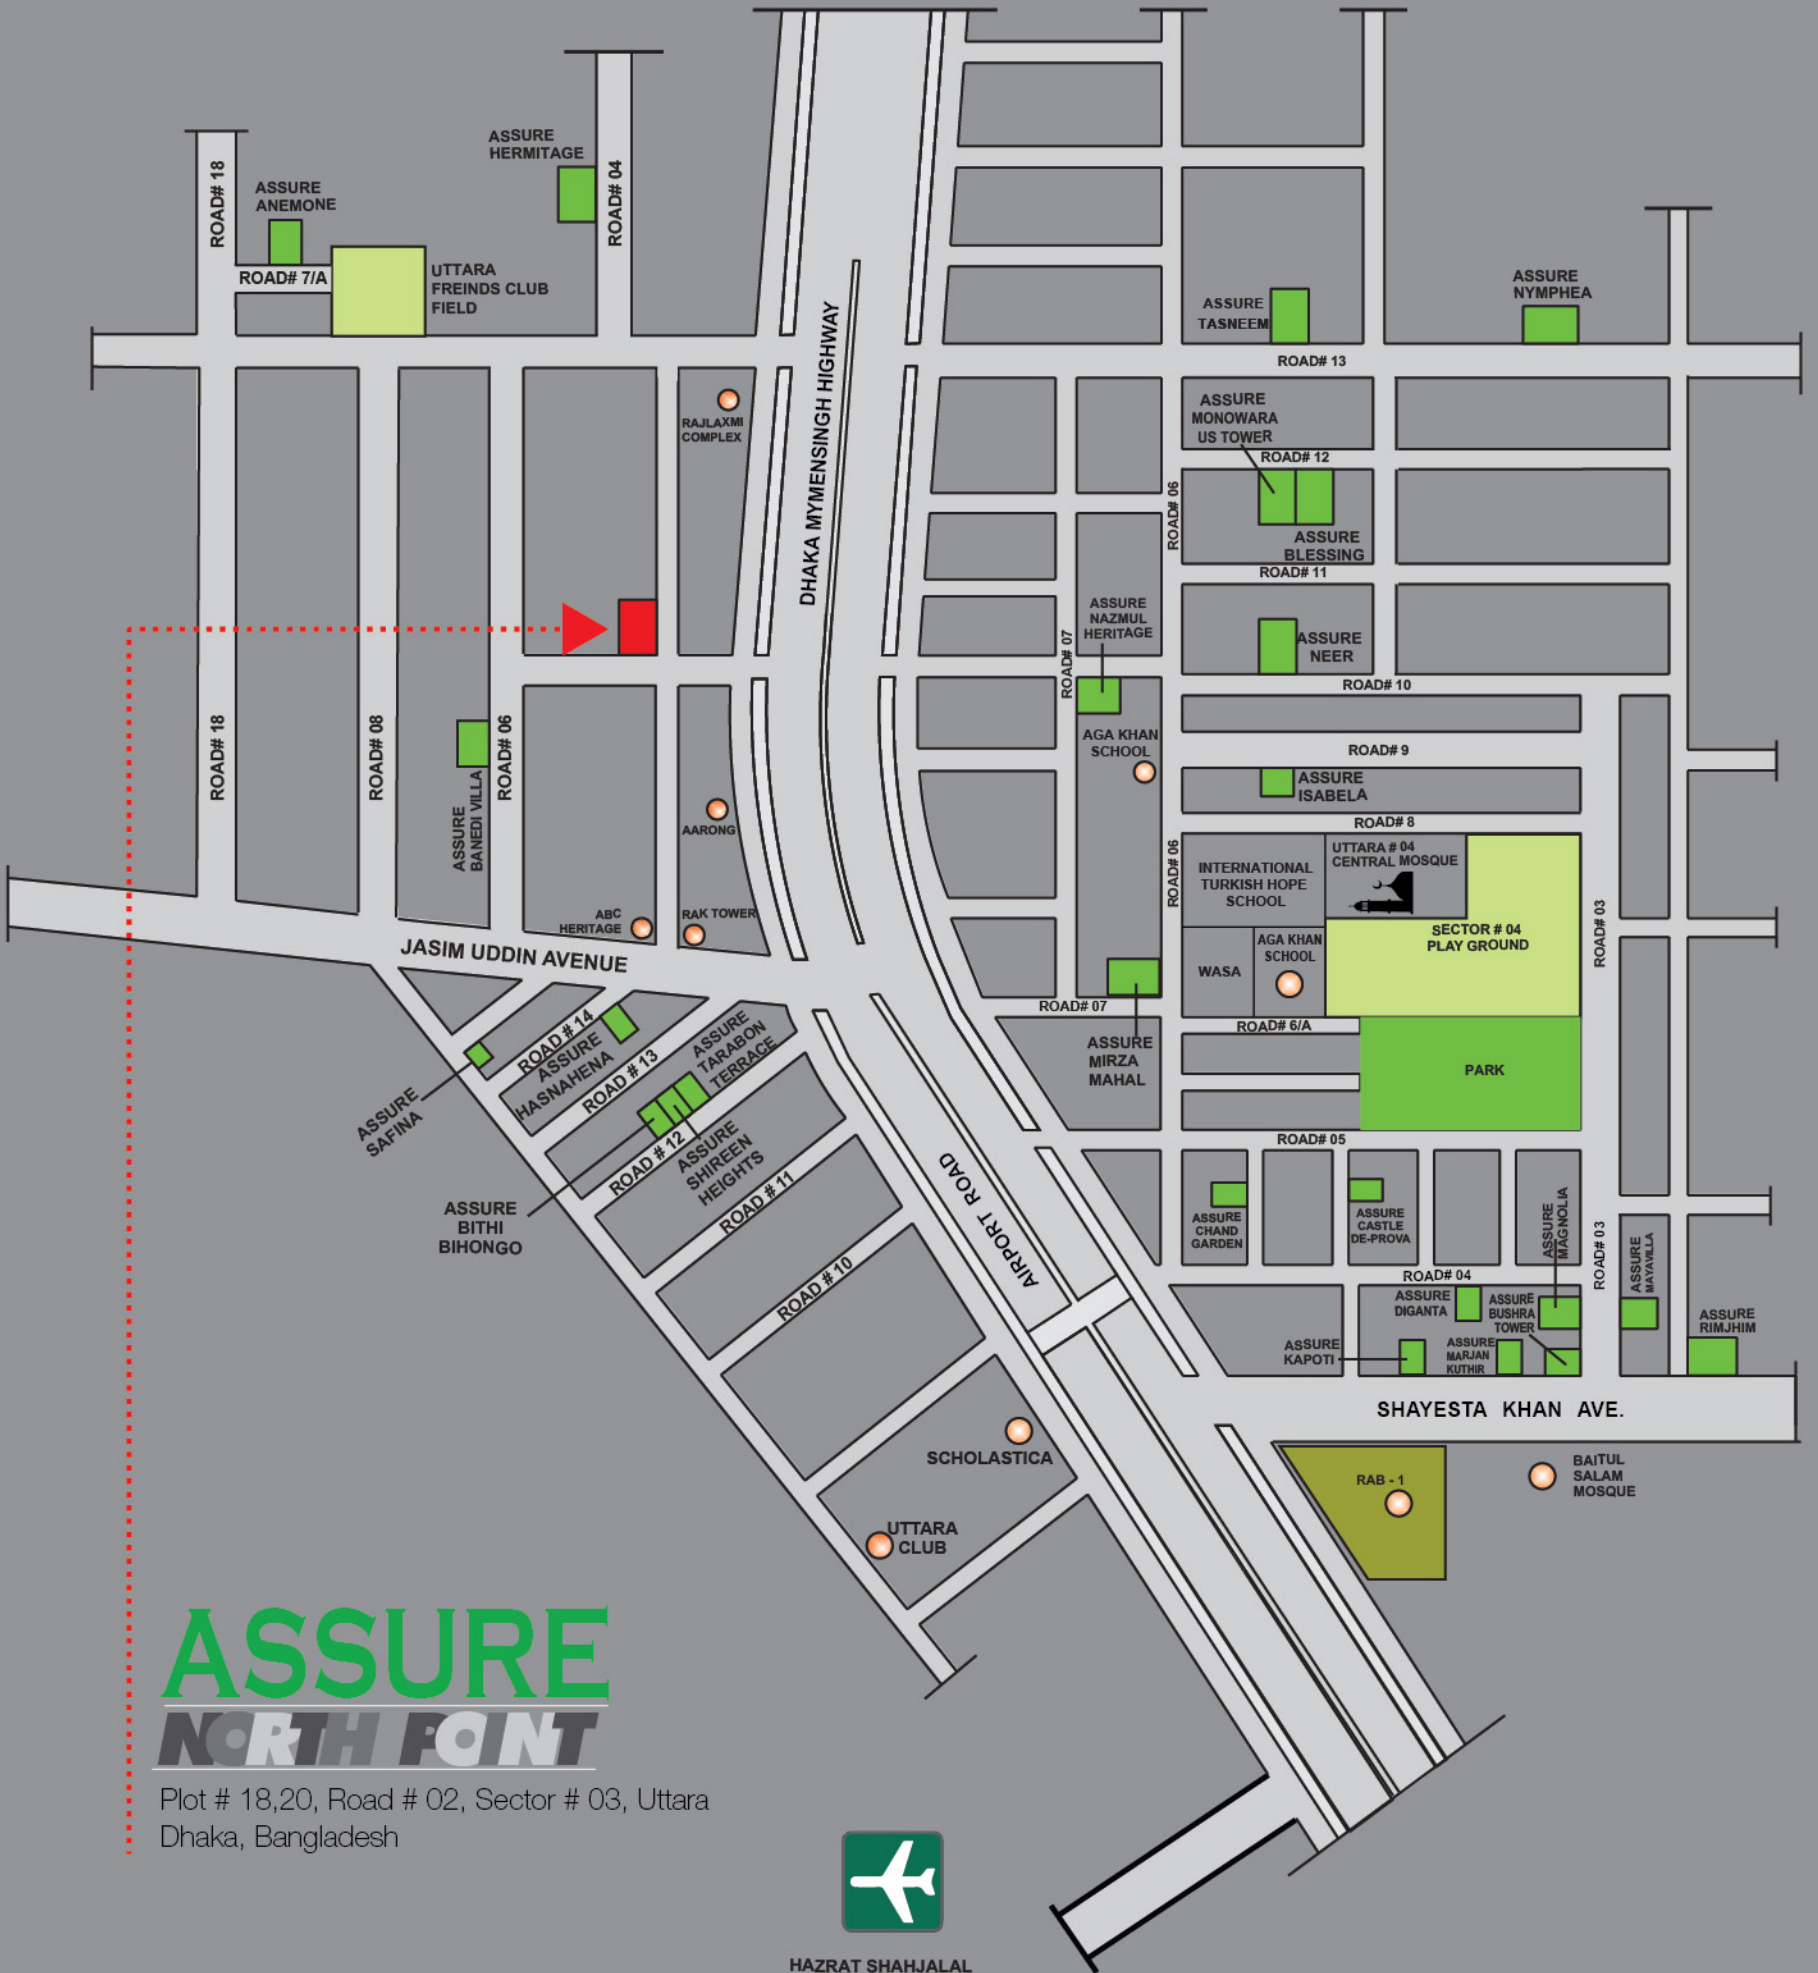 ASSURE
HERMITAGE
ROAD# 18
ROAD# 04
ASSURE
ANEMONE
ROAD# 7/A
UTTARA
FREINDS CLUB
FIELD
RAJLAXMI
COMPLEX
DHAKA MYMENSINGH HIGHWAY
ASSURE
TASNEEM
ASSURE
NYMPHEA
ROAD# 13
ASSURE
MONOWARA
US TOWER
ROAD# 12
ROAD# 06
ASSURE
BLESSING
ROAD# 11
ASSURE
NAZMUL
HERITAGE
ROAD# 07
ASSURE
NEER
ROAD# 10
ROAD# 18
ROAD# 08
ROAD# 06
ASSURE
BANEDI VILLA
AARONG
ABC
HERITAGE
RAK TOWER
JASIM UDDIN AVENUE
AGA KHAN
SCHOOL
ROAD# 9
ASSURE
ISABELA
ROAD# 8
ROAD# 06
INTERNATIONAL
TURKISH HOPE
SCHOOL
UTTARA # 04
CENTRAL MOSQUE
SECTOR # 04
PLAY GROUND
ROAD# 03
WASA
AGA KHAN
SCHOOL
ROAD# 07
ROAD# 6/A
ASSURE
MIRZA
MAHAL
PARK
ROAD# 05
ROAD # 14
ASSURE
HASNAHENA
ROAD # 13
ASSURE
TARABON
TERRACE
ASSURE
SAFINA
ROAD # 12
ASSURE
SHIREEN
HEIGHTS
ASSURE
BITHI
BIHONGO
ROAD # 11
ROAD # 10
AIRPORT ROAD
ASSURE
CHAND
GARDEN
ASSURE
CASTLE
DE-PROVA
ASSURE
MAGNOLIA
ROAD# 03
ASSURE
MAYAVILLA
ROAD# 04
ASSURE
DIGANTA
ASSURE
BUSHRA
TOWER
ASSURE
KAPOTI
ASSURE
MARJAN
KUTHIR
ASSURE
RIMJHIM
SHAYESTA KHAN AVE.
SCHOLASTICA
UTTARA
CLUB
RAB - 1
BAITUL
SALAM
MOSQUE
ASSURE
NORTH POINT
Plot # 18,20, Road # 02, Sector # 03, Uttara
Dhaka, Bangladesh
HAZRAT SHAHJALAL